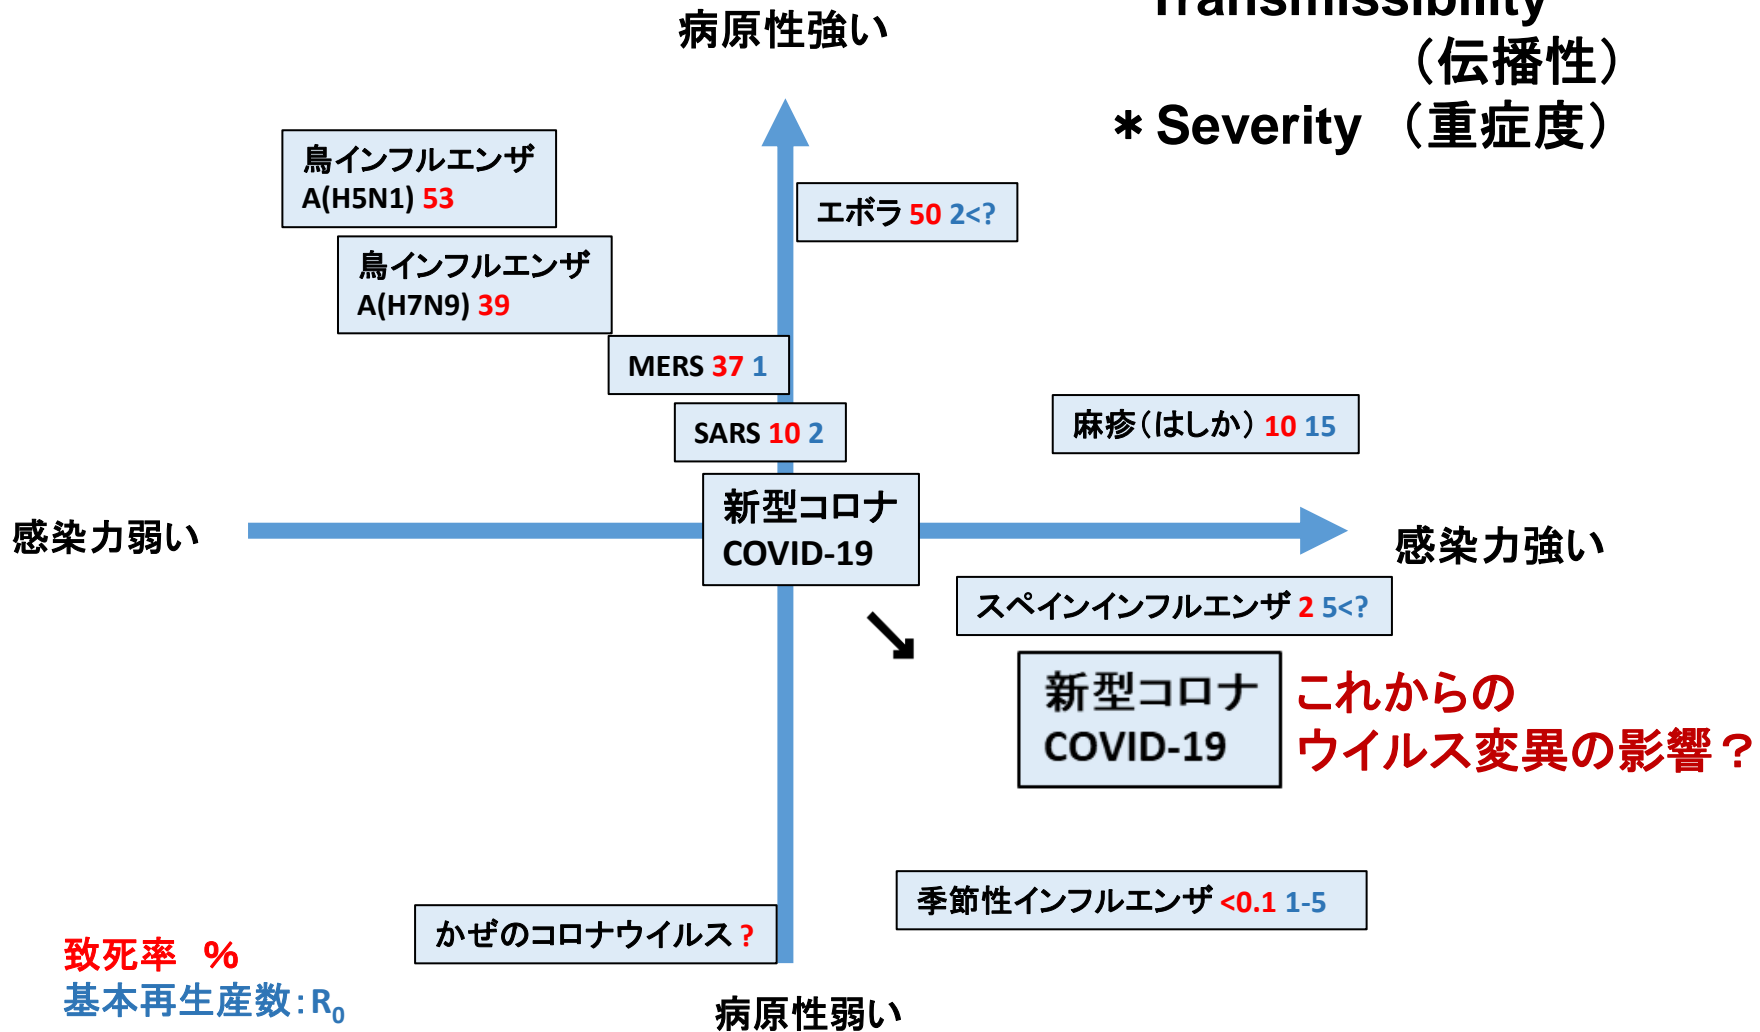 Transmissibility
（伝播性）
＊Severity （重症度）
病原性強い
鳥インフルエンザ
A(H5N1) 53
エボラ 50 2<?
鳥インフルエンザ
A(H7N9) 39
MERS 37 1
SARS 10 2
麻疹（はしか） 10 15
新型コロナ
COVID-19
感染力弱い
感染力強い
スペインインフルエンザ 2 5<?
新型コロナ
COVID-19
これからの
ウイルス変異の影響？
季節性インフルエンザ <0.1 1-5
かぜのコロナウイルス ?
致死率 %
基本再生産数：R₀
病原性弱い